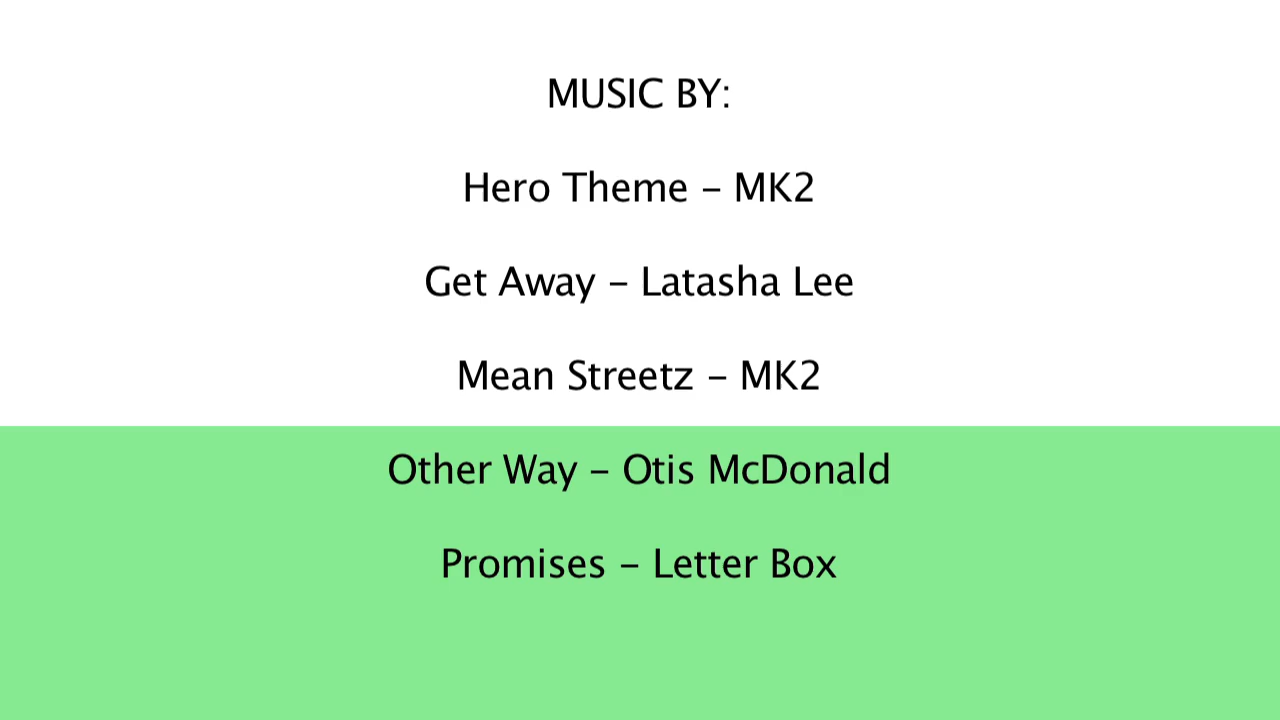 MUSIC BY:
Hero Theme – MK2
Get Away – Latasha Lee
Mean Streetz – MK2
Other Way – Otis McDonald
Promises – Letter Box